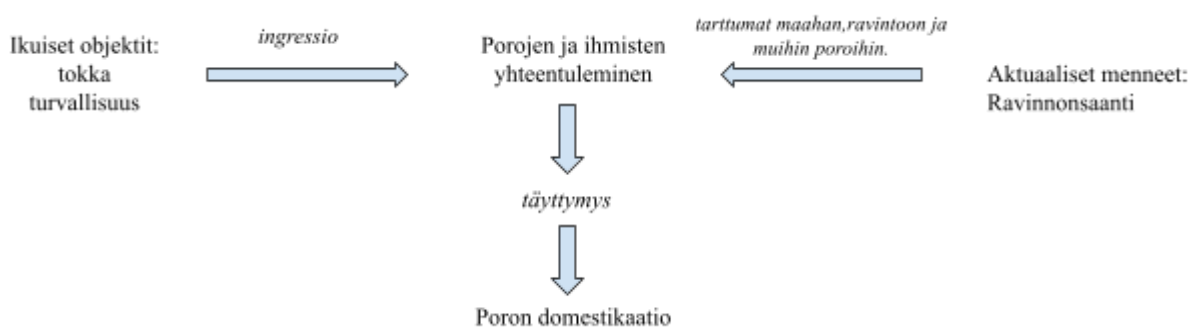 Ikuiset objektit:
tokka
turvallisuus
ingressio
Porojen ja ihmisten
yhteentuleminen
tarttumat maahan,ravintoon ja
muihin poroihin.
Aktuaaliset menneet:
Ravinnonsaanti
täyttymys
Poron domestikaatio